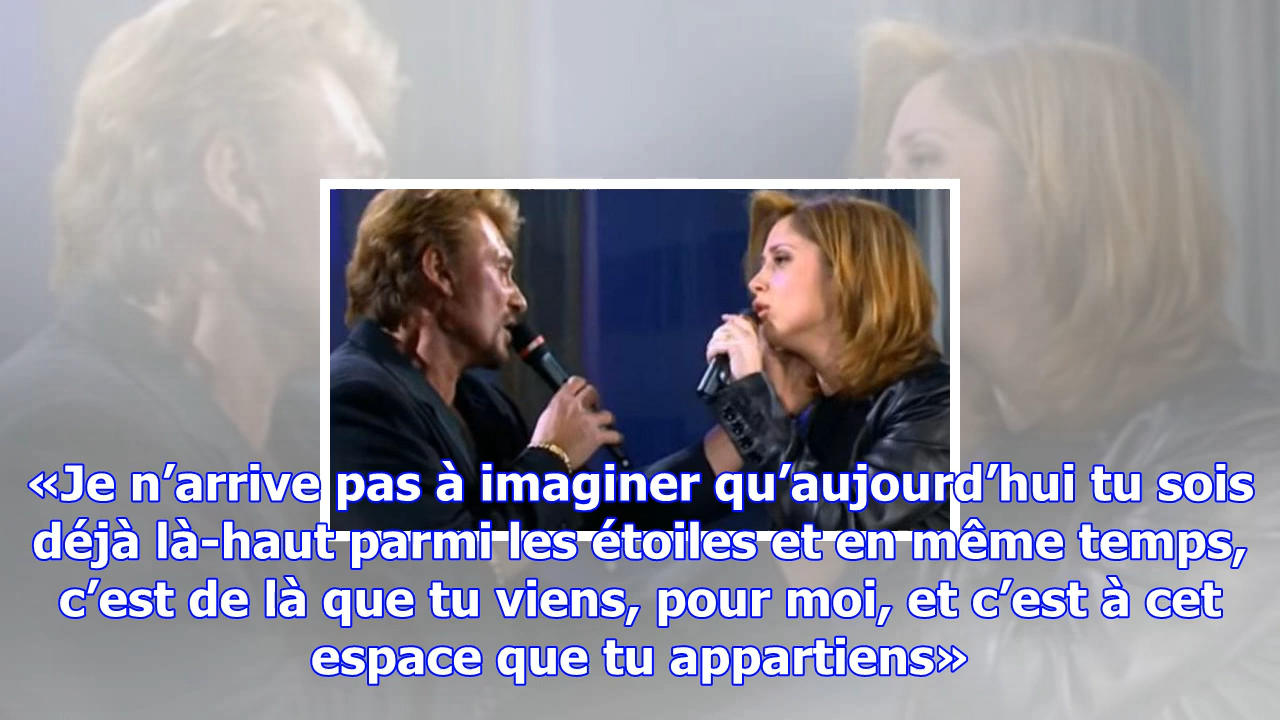 «Je n’arrive pas à imaginer qu’aujourd’hui tu sois
déjà là-haut parmi les étoiles et en même temps,
c’est de là que tu viens, pour moi, et c’est à cet
espace que tu appartiens»